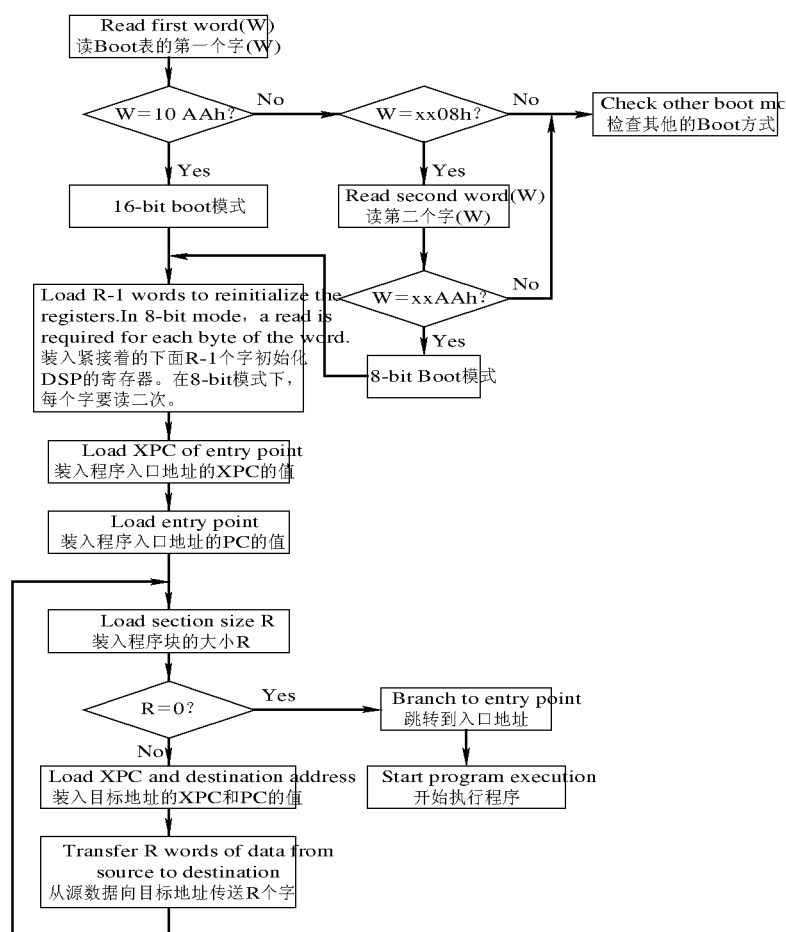 Read first word(W)
读Boot表的第一个字(W)
W=10 AAh?
No
W=xx08h?
No
Check other boot mo
检查其他的Boot方式
Yes
Yes
16-bit boot模式
Read second word(W)
读第二个字(W)
W=xxAAh?
No
Yes
8-bit Boot模式
Load R-1 words to reinitialize the
registers.In 8-bit mode, a read is
required for each byte of the word.
装入紧接着的下面R-1个字初始化
DSP的寄存器。在8-bit模式下，
每个字要读二次。
Load XPC of entry point
装入程序入口地址的XPC的值
Load entry point
装入程序入口地址的PC的值
Load section size R
装入程序块的大小R
R=0?
Yes
Branch to entry point
跳转到入口地址
No
Load XPC and destination address
装入目标地址的XPC和PC的值
Start program execution
开始执行程序
Transfer R words of data from
source to destination
从源数据向目标地址传送R个字